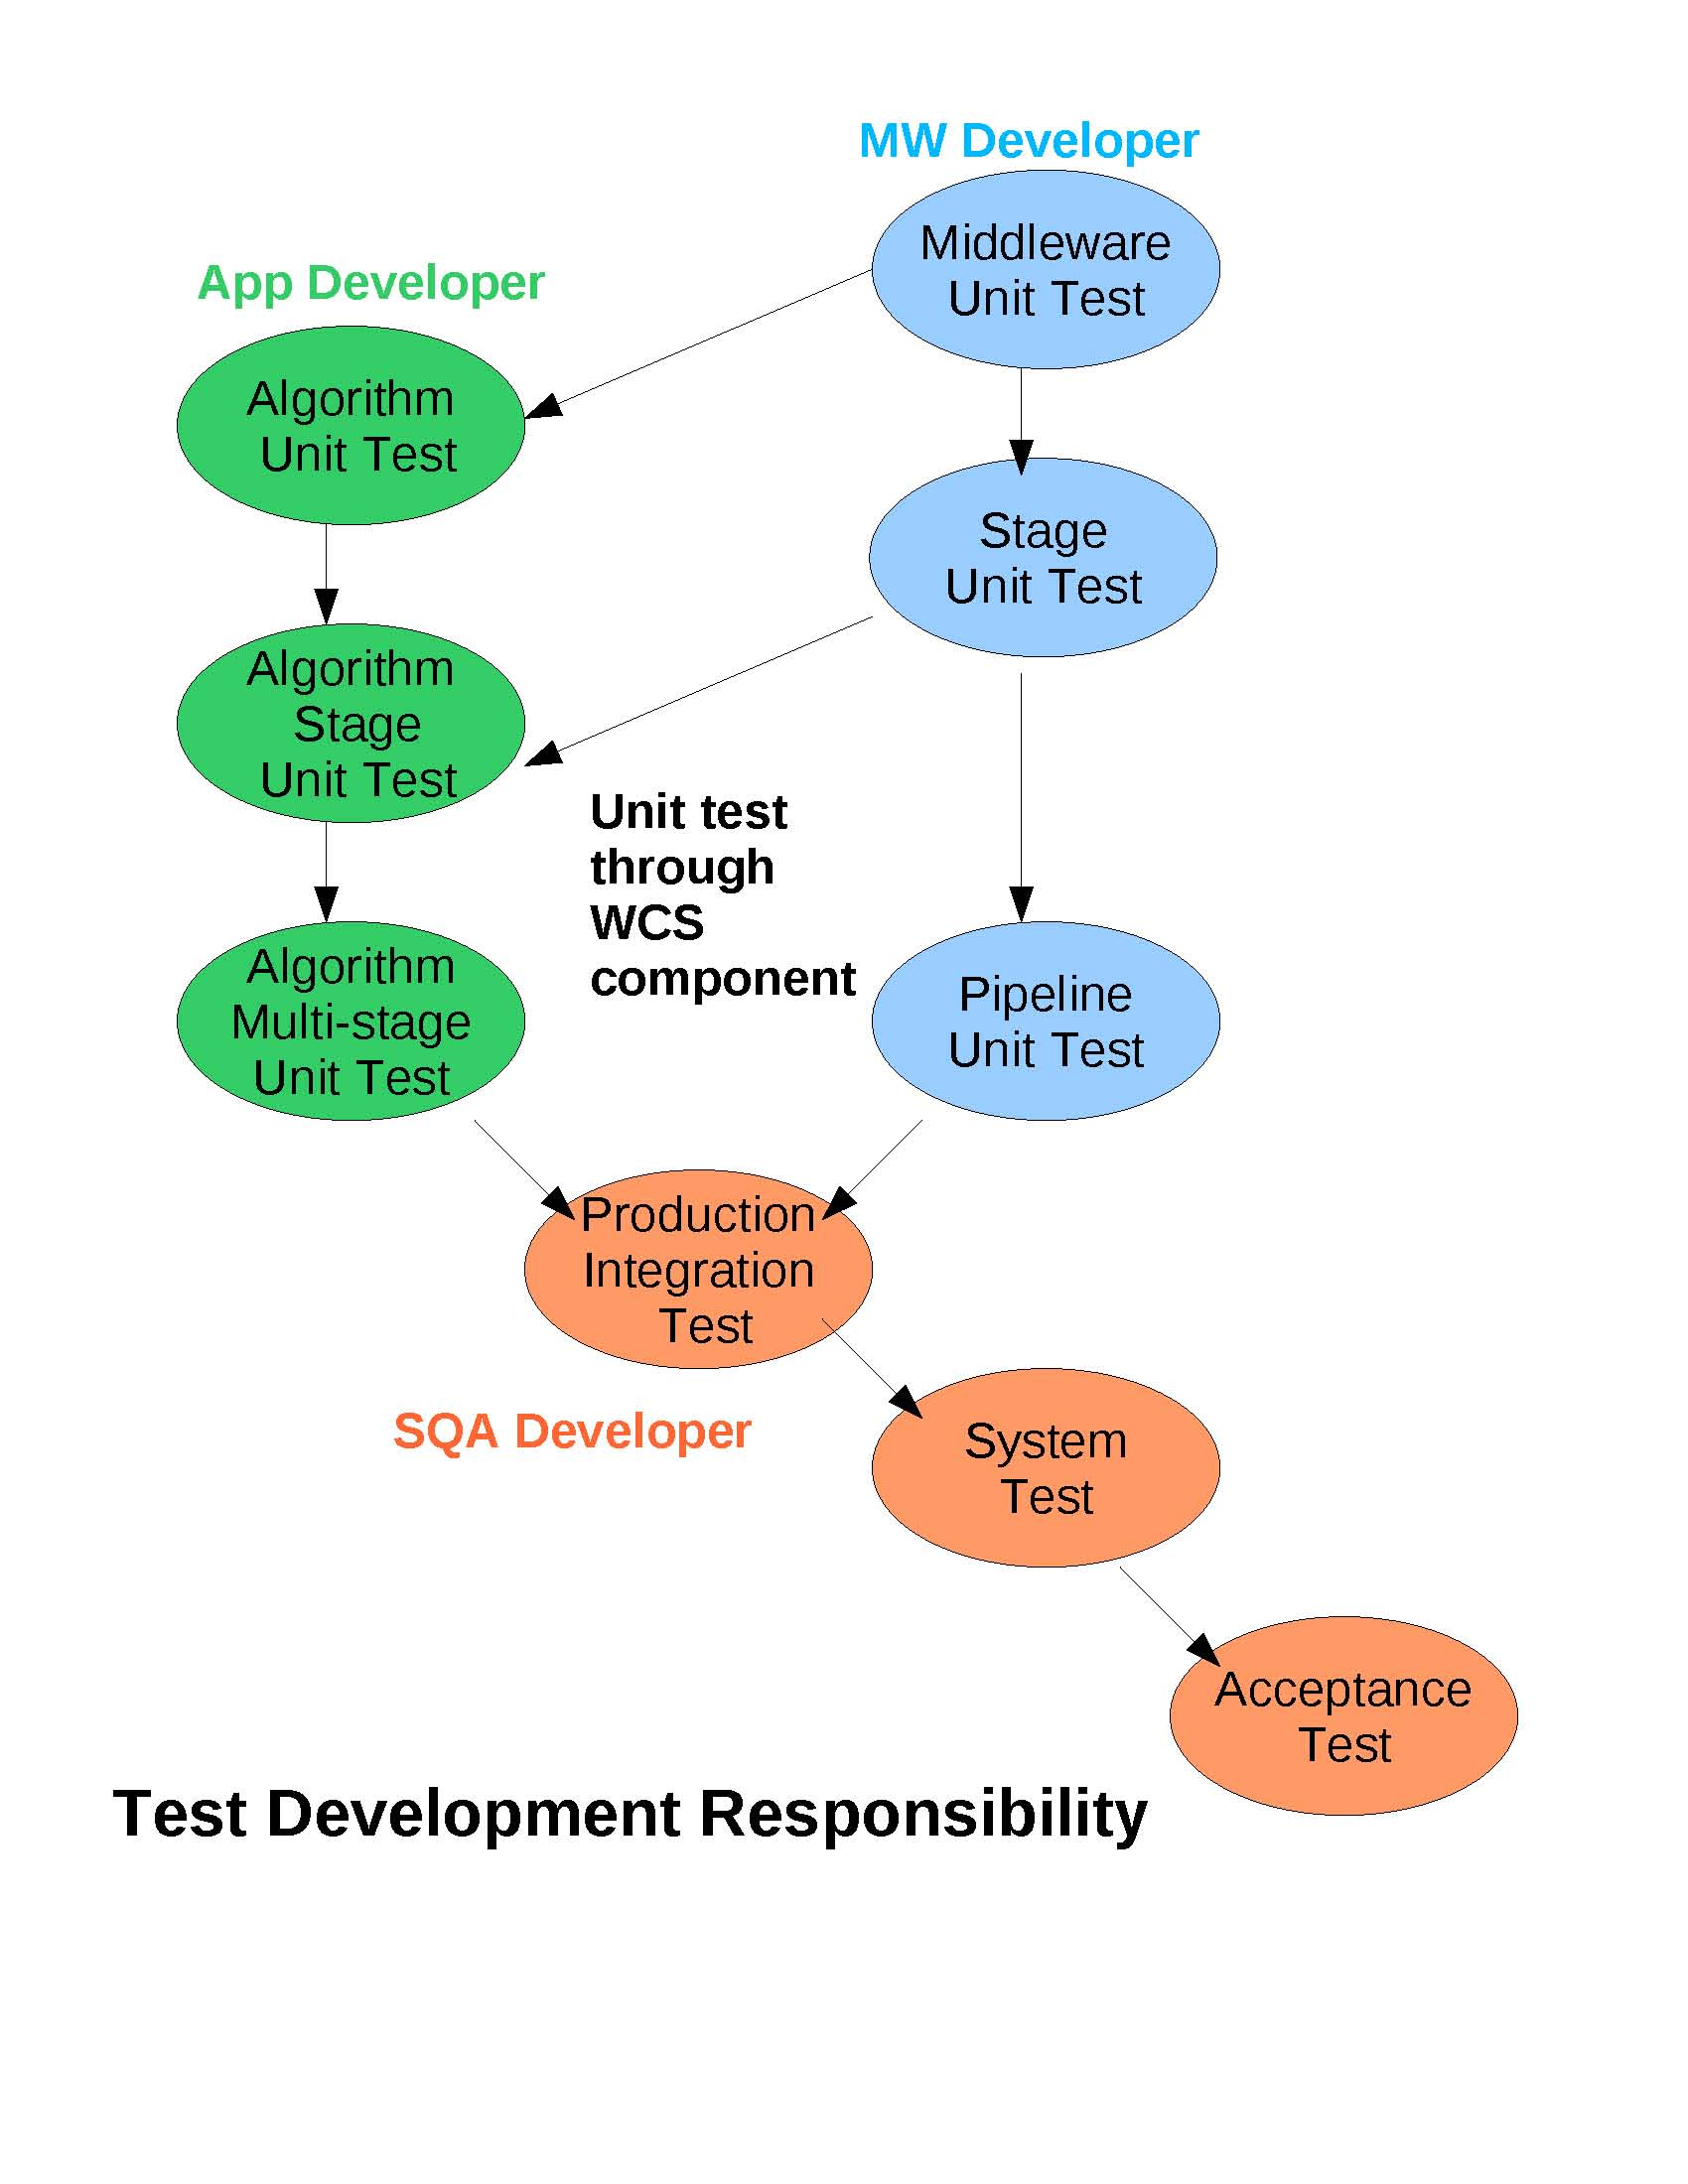 MW Developer
Middleware
Unit Test
App Developer
Algorithm
Unit Test
Stage
Unit Test
Algorithm
Stage
Unit Test
Unit test
through
WCS
component
Algorithm
Multi-stage
Unit Test
Pipeline
Unit Test
Production
Integration
Test
SQA Developer
System
Test
Acceptance
Test
Test Development Responsibility